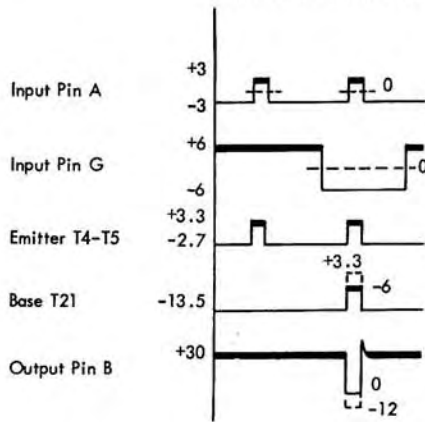 +3
Input Pin A
0
-3
+6
Input Pin G
0
-6
+3.3
Emitter T4-T5
-2.7
+3.3
-6
Base T21
-13.5
+30
Output Pin B
0
-12